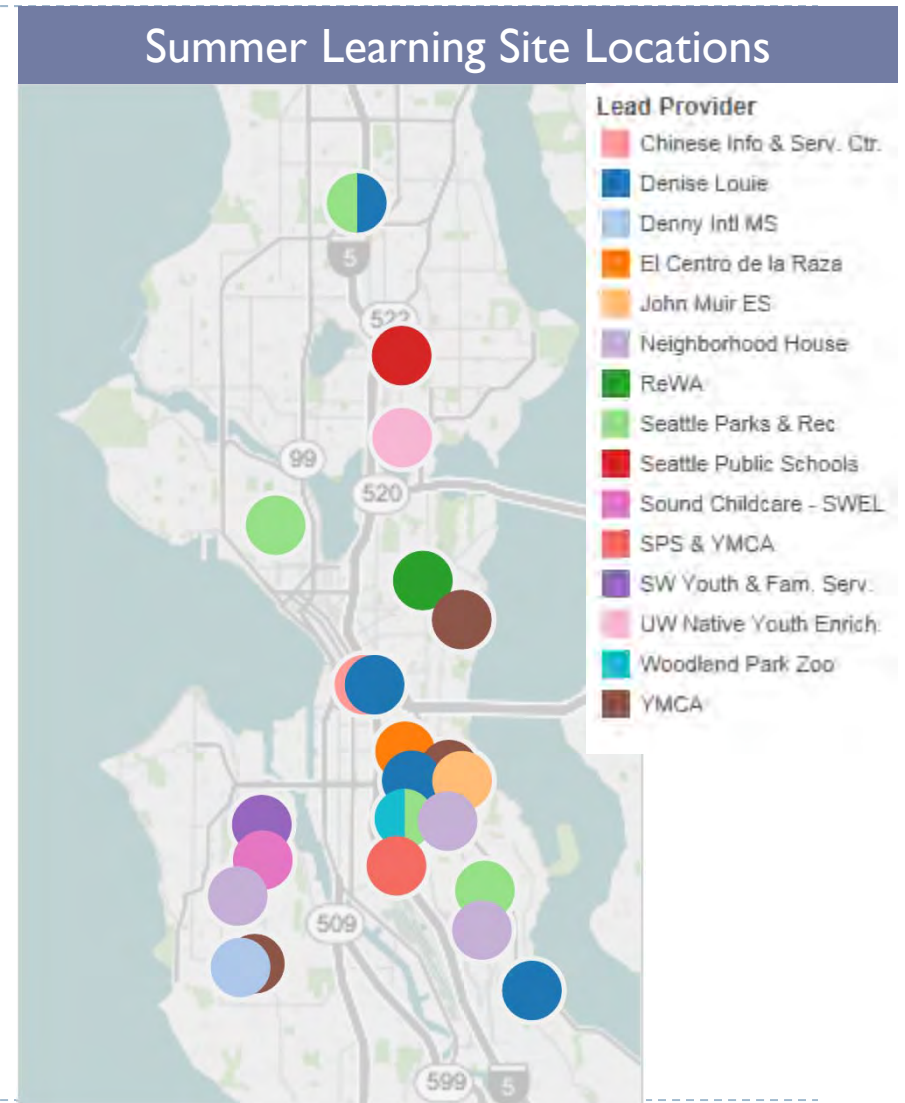 Summer Learning Site Locations
Lead Provider
Chinese Info & Serv. Ctr.
Denise Louie
Denny Intl MS
El Centro de la Raza
John Muir ES
Neighborhood House
ReWA
Seattle Parks & Rec
Seattle Public Schools
Sound Childcare - SWEL
SPS & YMCA
SW Youth & Fam. Serv.
UW Native Youth Enrich.
Woodland Park Zoo
YMCA
5
522
99
520
509
599
5